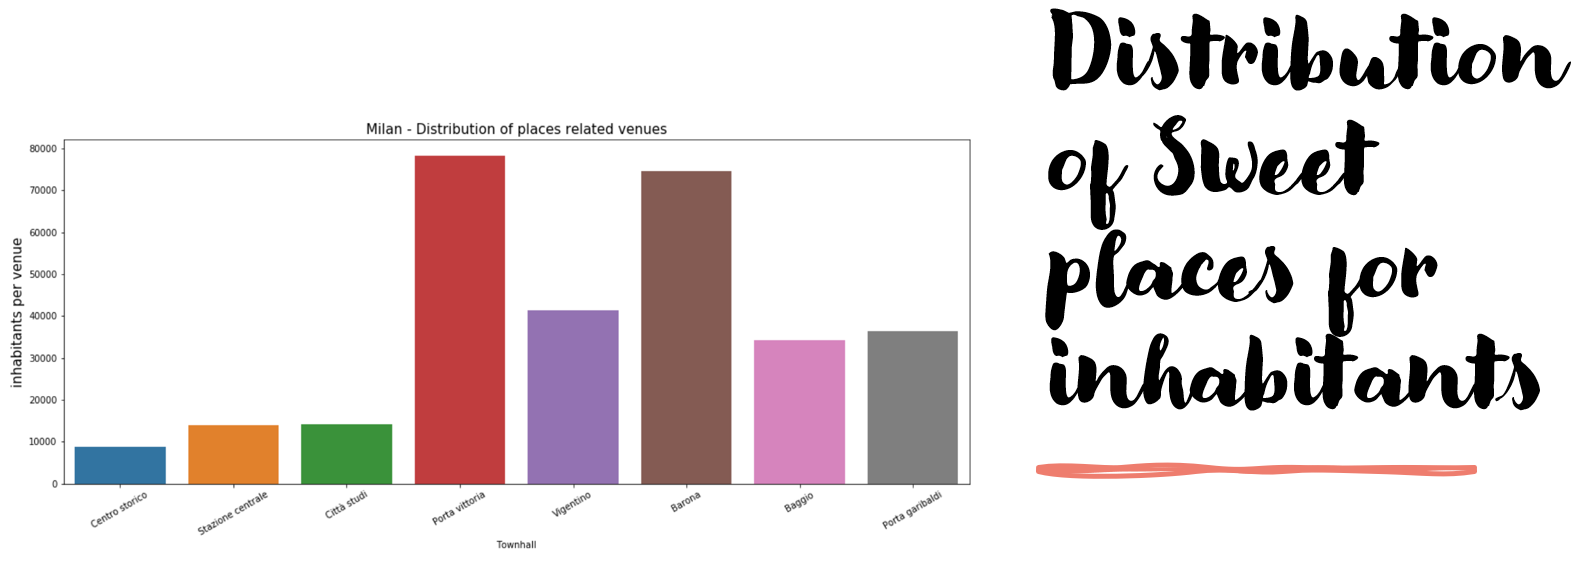 Milan - Distribution of places related venues
inhabitants per venue
80000
70000
60000
50000
40000
30000
20000
10000
0
Centro storico
Stazione centrale
Città studi
Porta vittoria
Vigentino
Barona
Baggio
Porta garibaldi
Townhall
Distribution
of Sweet
places for
inhabitants